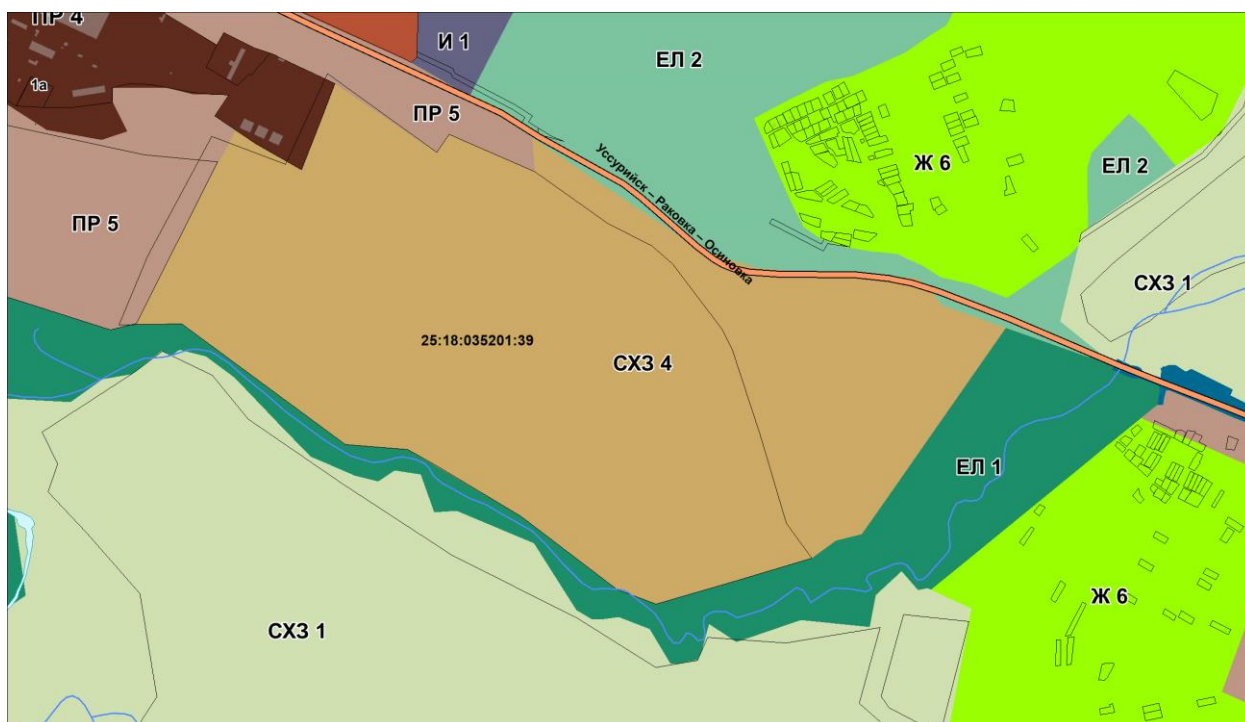 ПР 4
И 1
ЕЛ 2
1а
ПР 5
Ж 6
ЕЛ 2
Уссурийск – Раковка – Осиновка
ПР 5
СХЗ 1
25:18:035201:39
СХЗ 4
ЕЛ 1
Ж 6
СХЗ 1